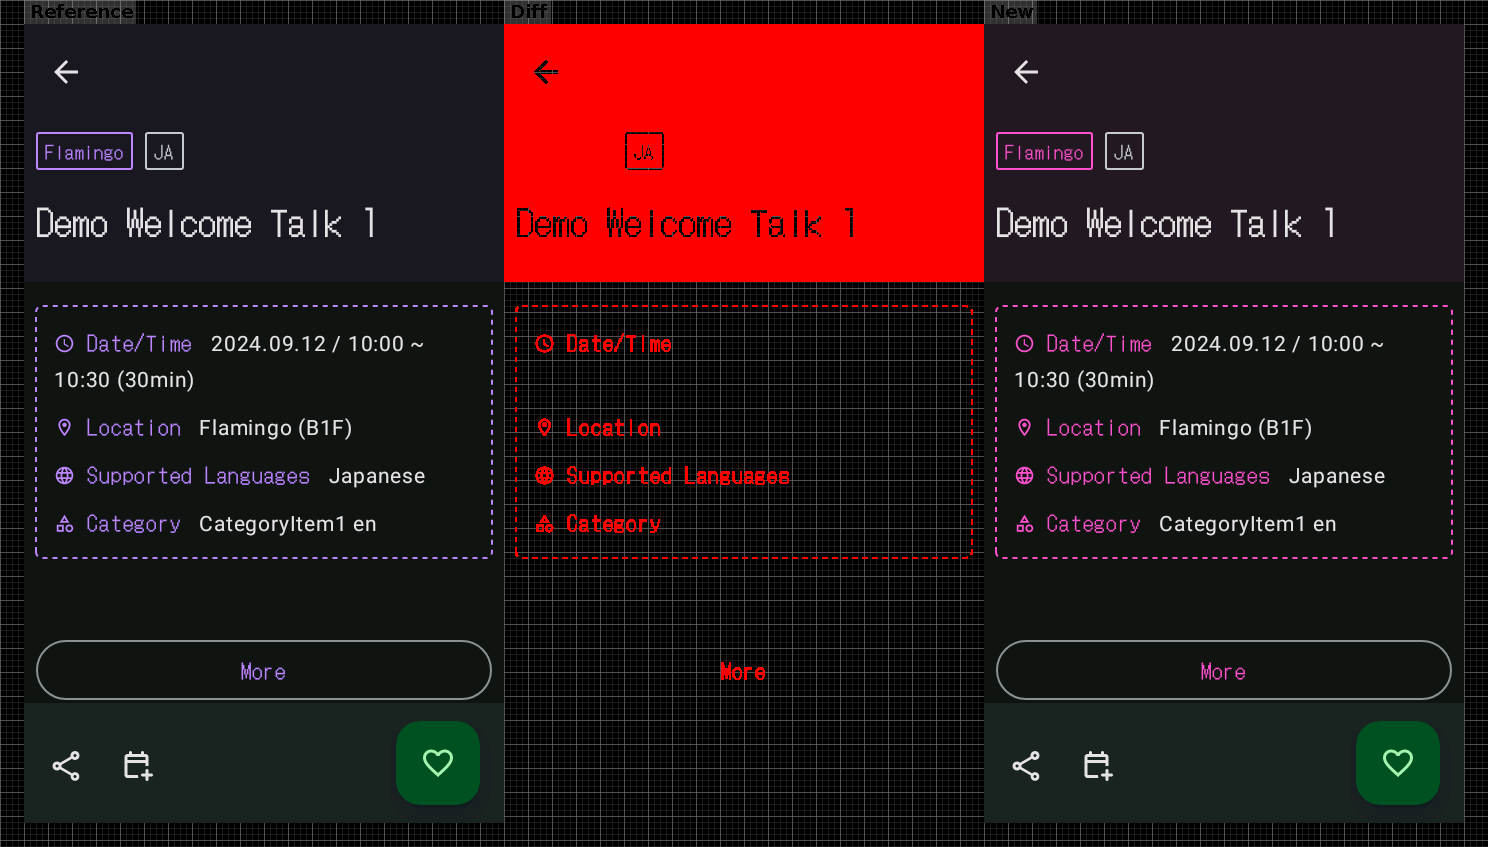 Reference
Diff
New
Flamingo JA
Demo Welcome Talk 1
Date/Time 2024.09.12 / 10:00 ~
10:30 (30min)
Location Flamingo (B1F)
Supported Languages Japanese
Category CategoryItem1 en
More
JA
Demo Welcome Talk 1
Date/Time
Location
Supported Languages
Category
More
Flamingo JA
Demo Welcome Talk 1
Date/Time 2024.09.12 / 10:00 ~
10:30 (30min)
Location Flamingo (B1F)
Supported Languages Japanese
Category CategoryItem1 en
More